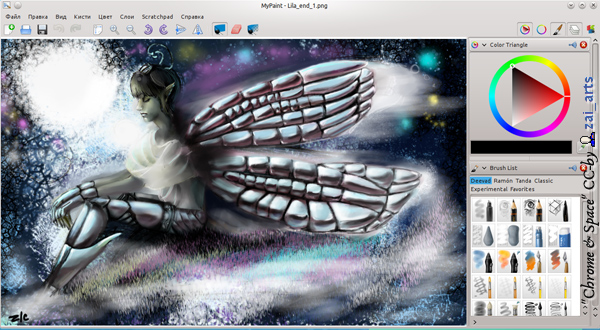 MyPaint - Lila_end_1.png
Файл Правка Вид Кисти Цвет Слои Scratchpad Справка
Color Triangle
Brush List
Deevad Ramón Tanda Classic
Experimental Favorites
"Chrome & Space" CC-by zai_arts